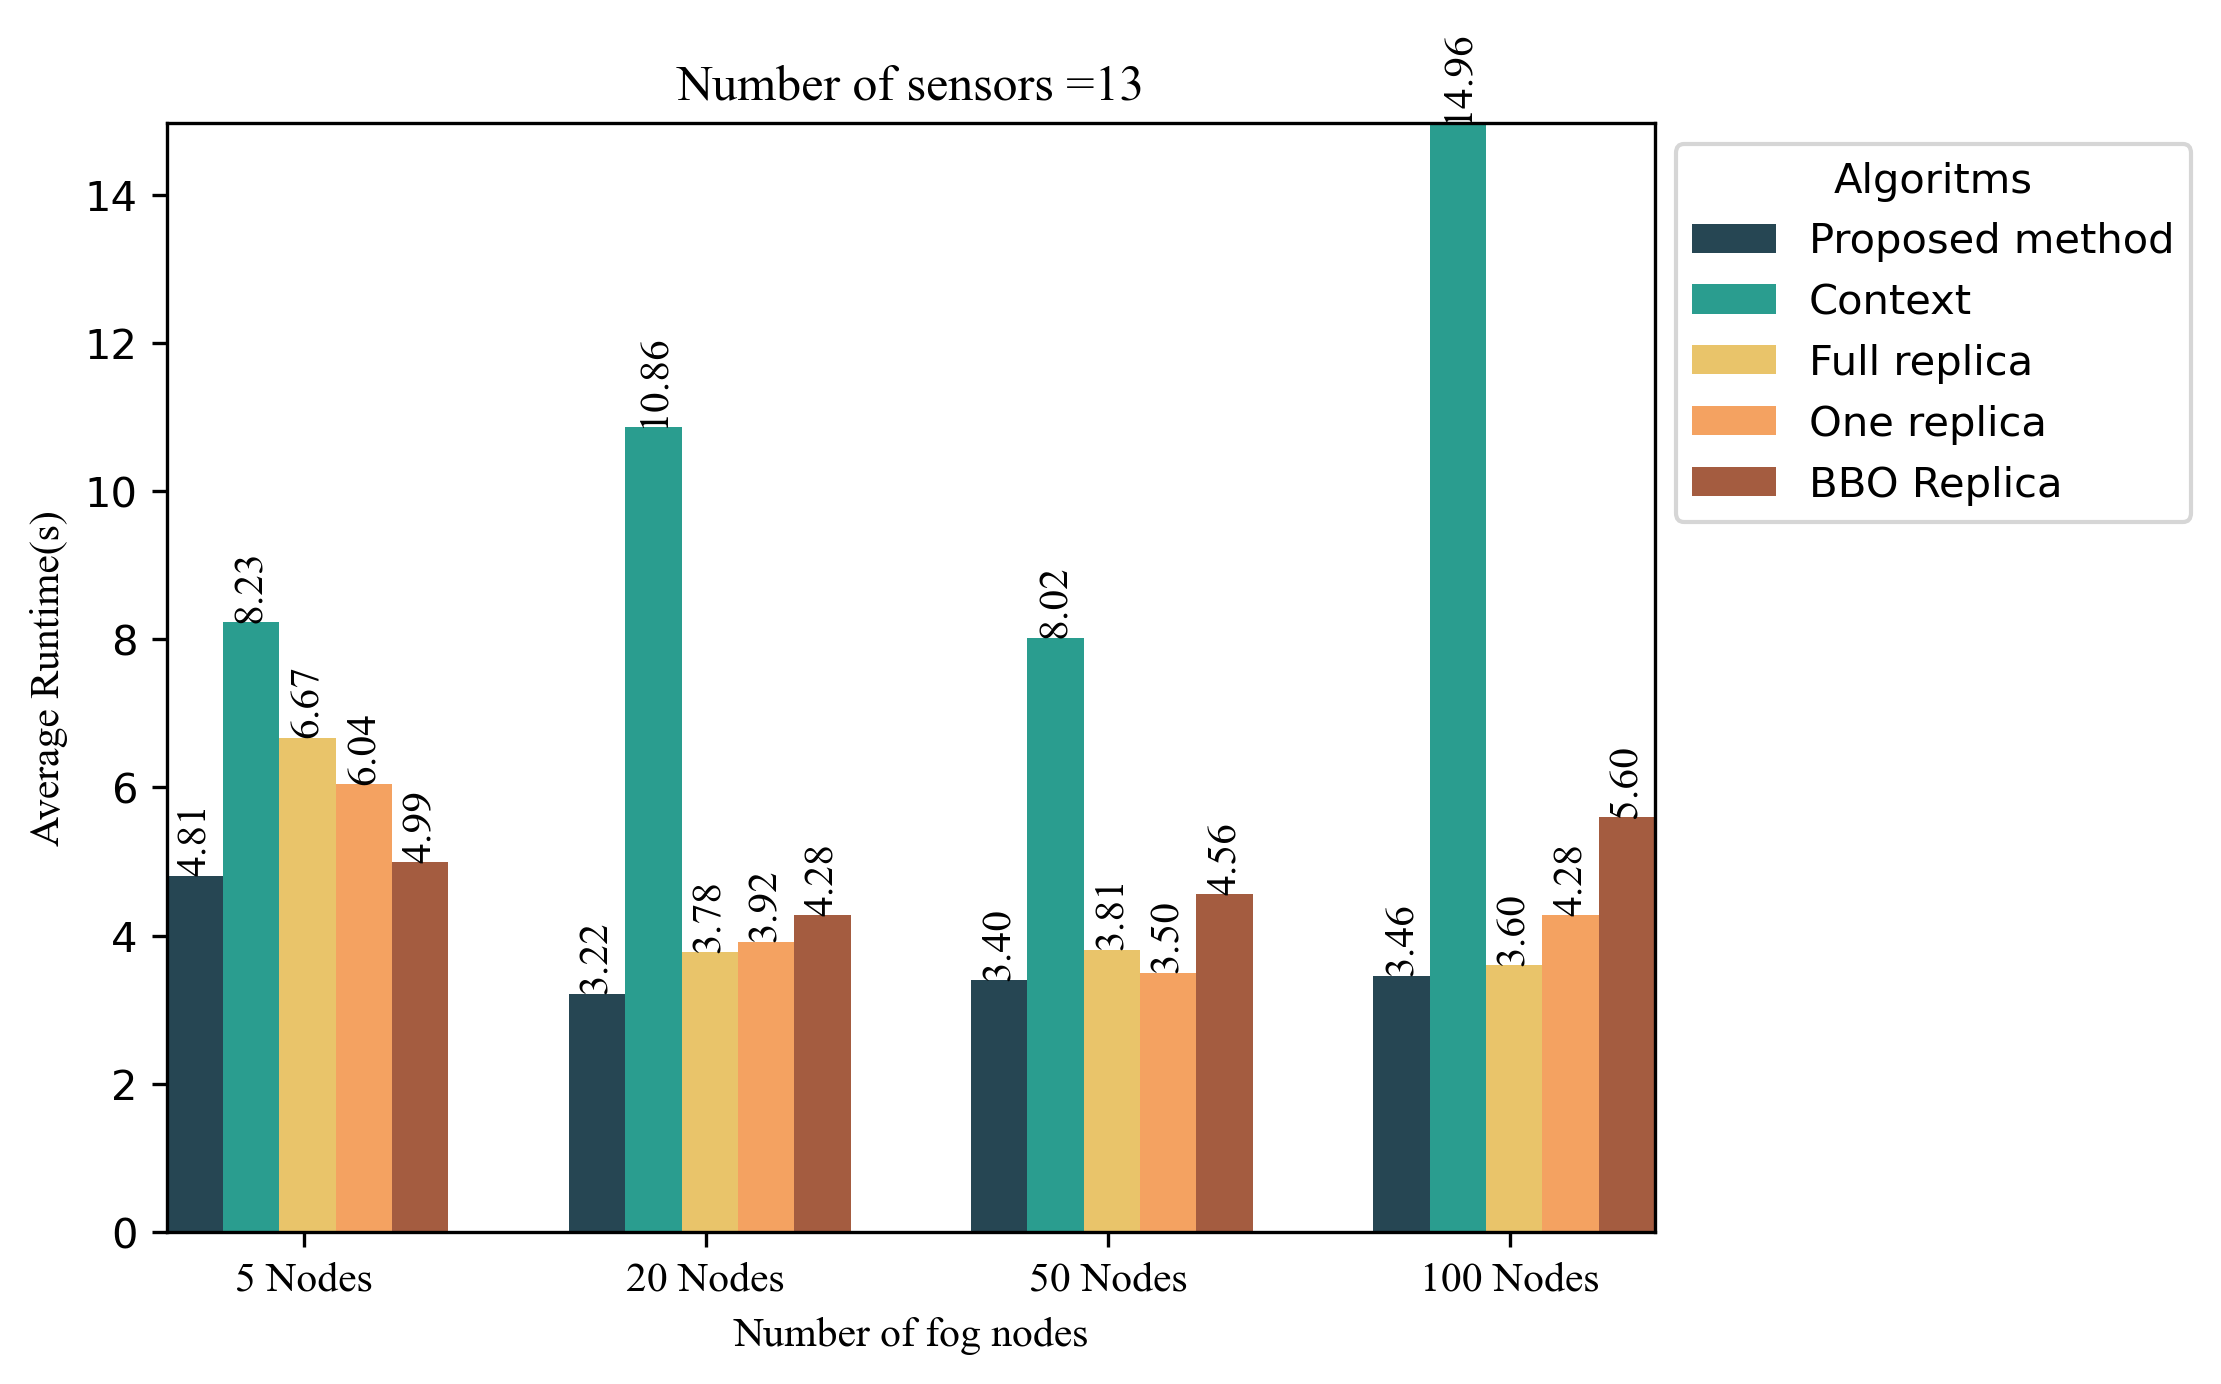 Number of sensors =13
14.96
10.86
8.23
8.02
6.67
6.04
4.81
4.99
3.22
3.78
3.92
4.28
3.40
3.81
3.50
4.56
3.46
3.60
4.28
5.60
14
12
10
8
6
4
2
0
Average Runtime(s)
5 Nodes
20 Nodes
50 Nodes
100 Nodes
Number of fog nodes
Algoritms
Proposed method
Context
Full replica
One replica
BBO Replica